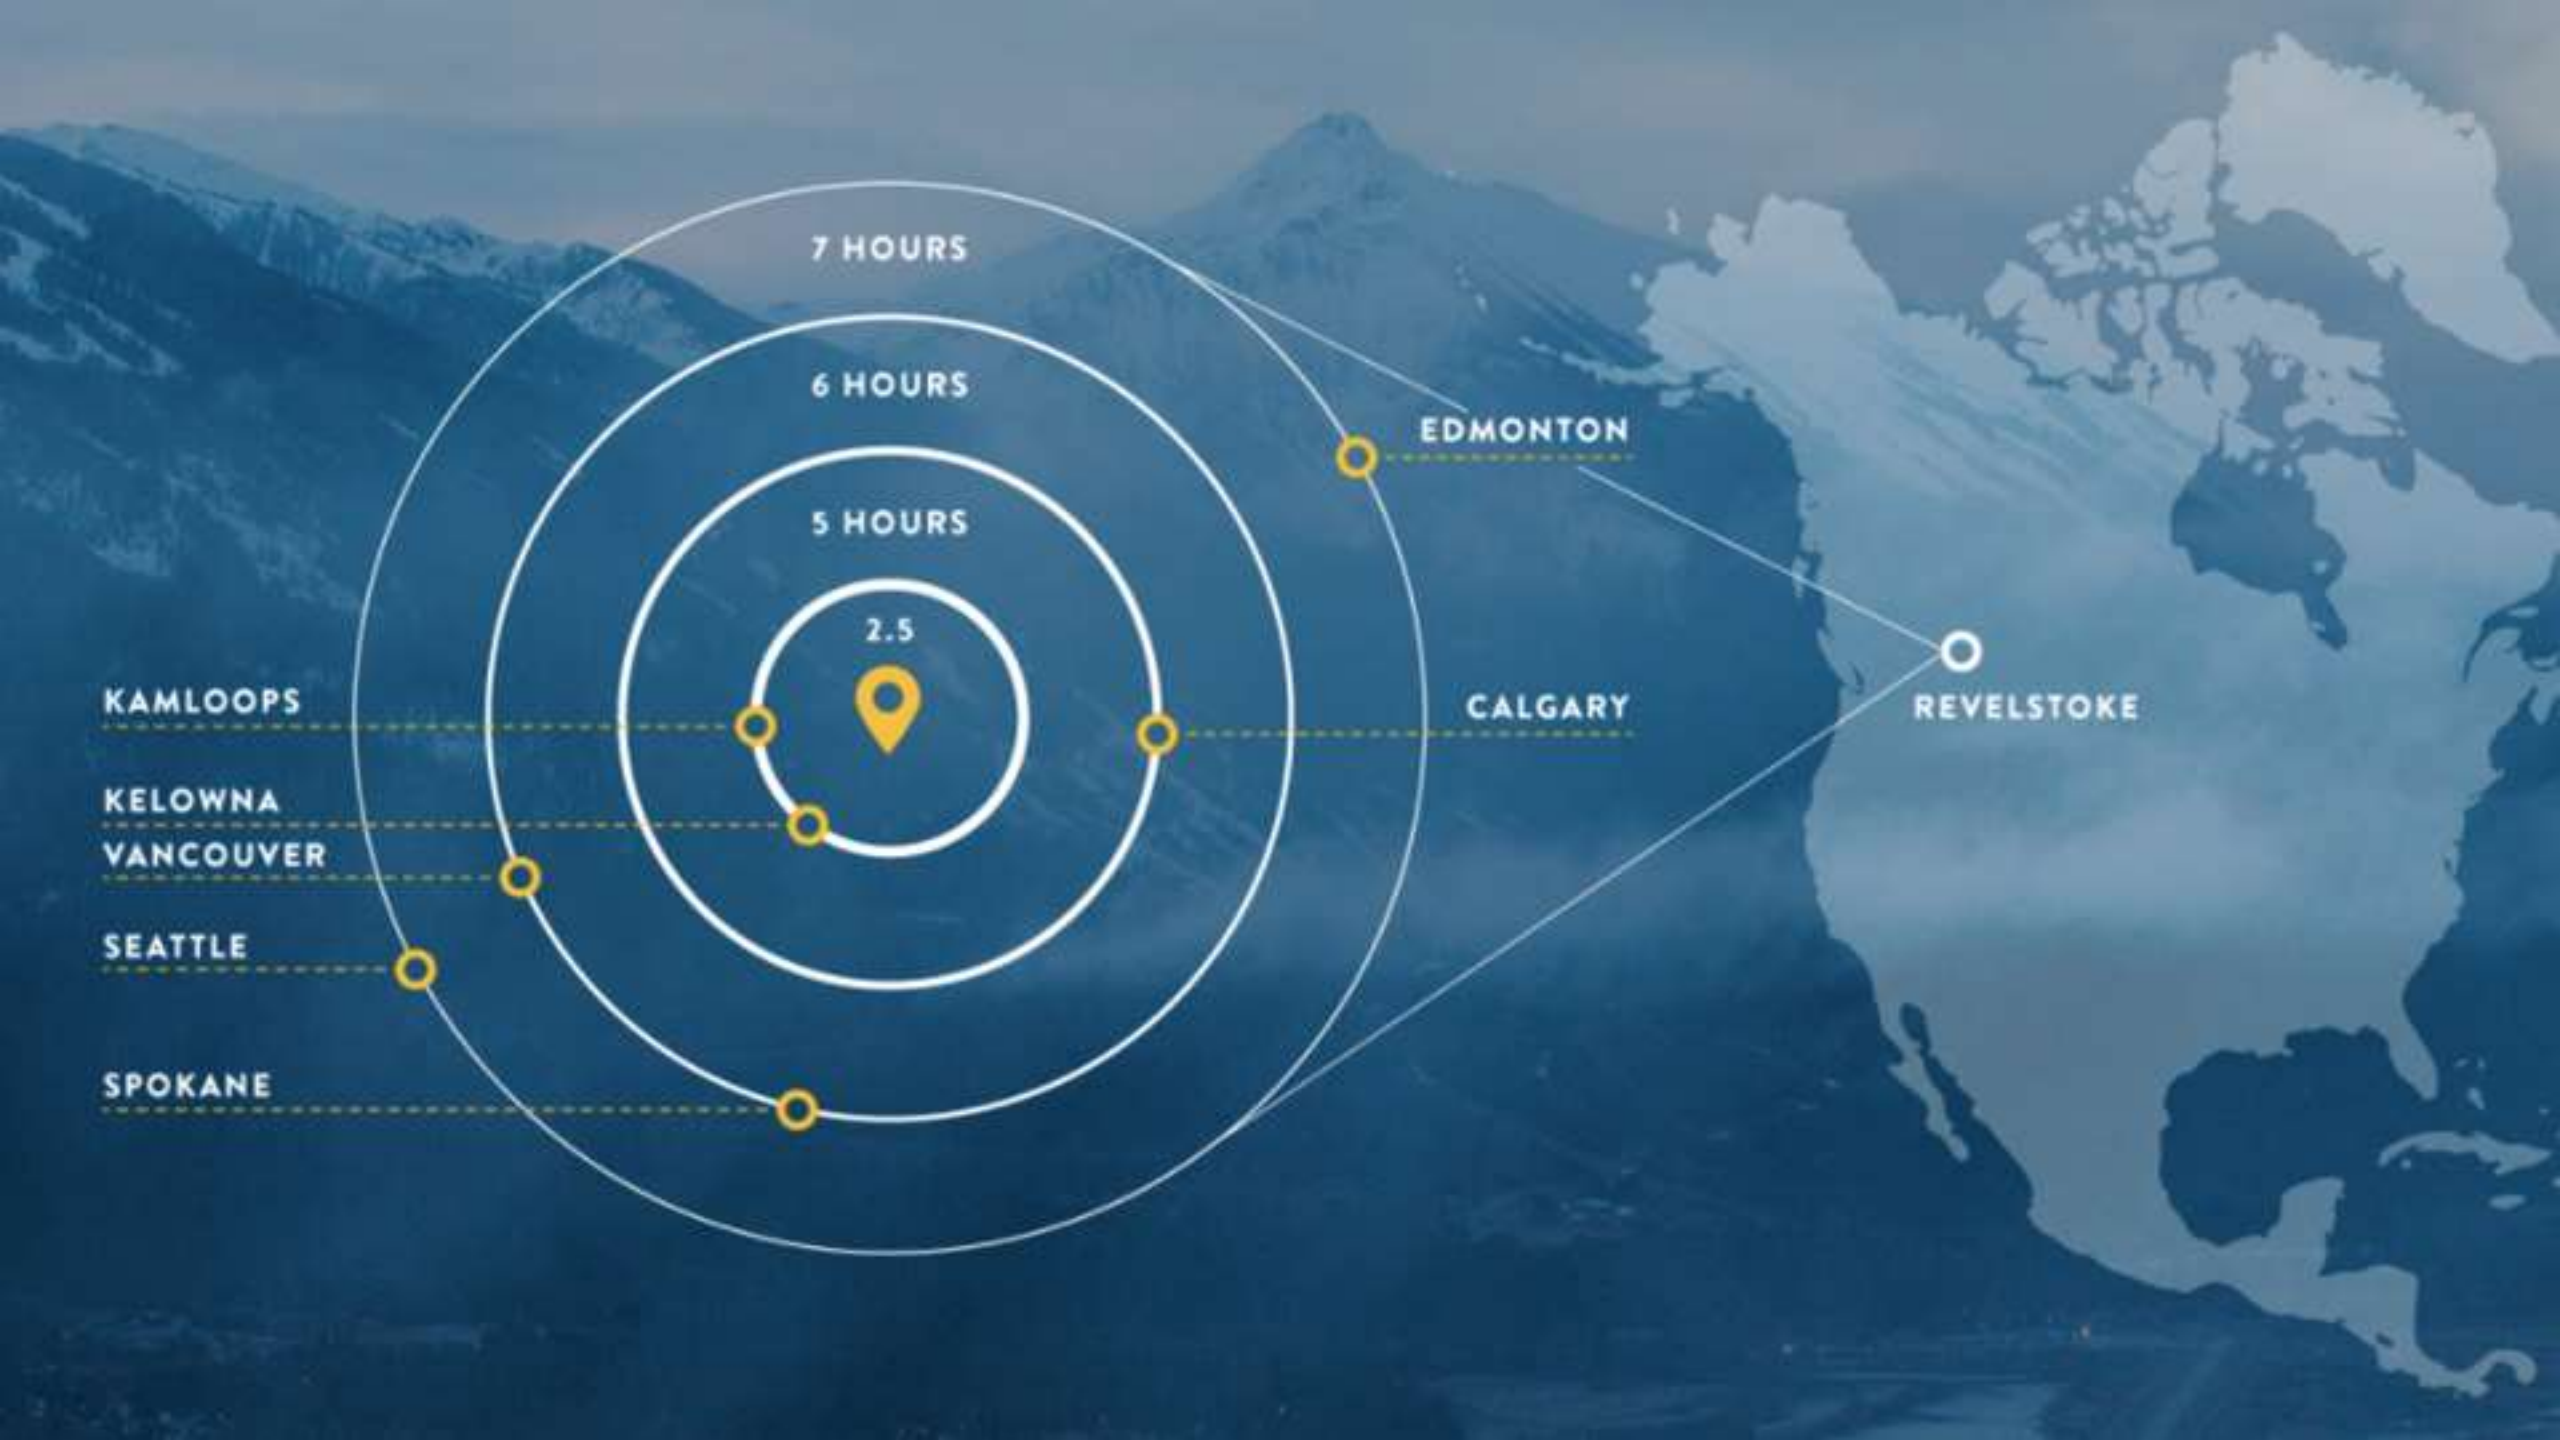 7 HOURS
6 HOURS
EDMONTON
5 HOURS
2.5
KAMLOOPS
CALGARY
REVELSTOKE
KELOWNA
VANCOUVER
SEATTLE
SPOKANE